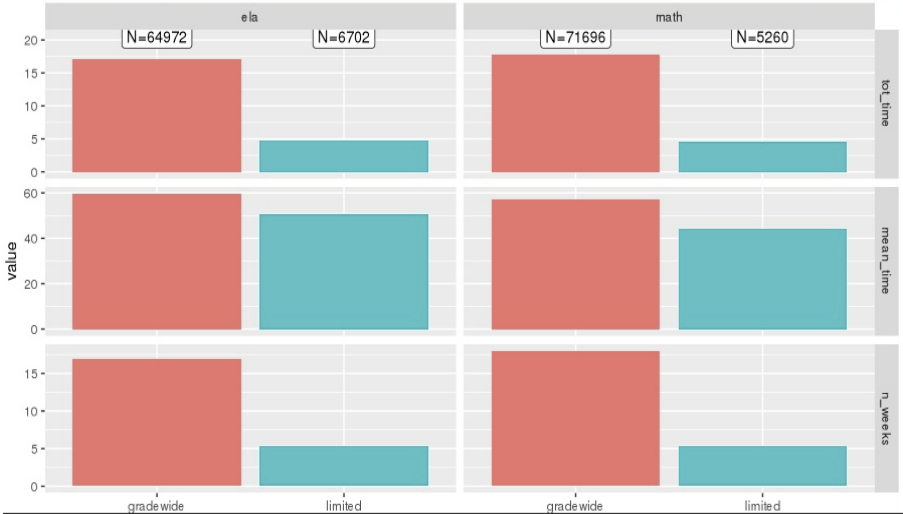 ela math
N=64972 N=6702 N=71696 N=5260
20
15
10
5
0
tot_time
60
40
20
0
mean_time
value
15
10
5
0
n_weeks
gradewide limited gradewide limited